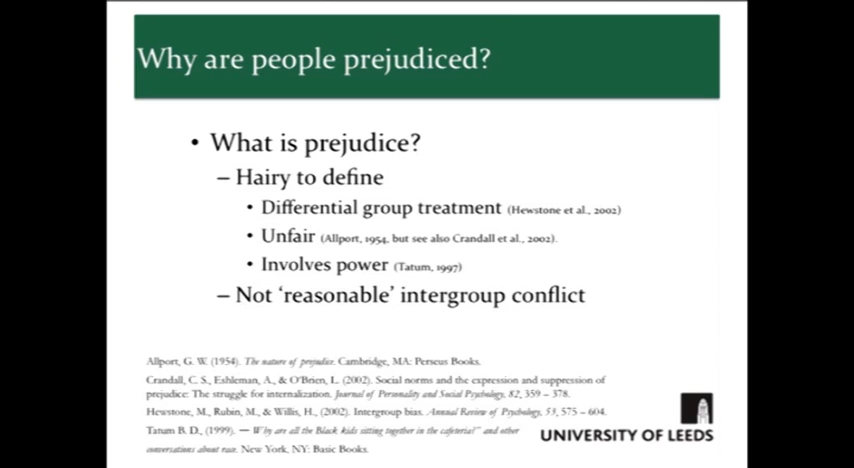 Why are people prejudiced?
• What is prejudice?
– Hairy to define
• Differential group treatment (Hewstone et al., 2002)
• Unfair (Allport, 1954, but see also Crandall et al., 2002).
• Involves power (Tatum, 1997)
– Not ‘reasonable’ intergroup conflict
Allport, G. W. (1954). The nature of prejudice. Cambridge, MA: Perseus Books.
Crandall, C. S., Eshleman, A., & O'Brien, L. (2002). Social norms and the expression and suppression of
prejudice: The struggle for internalization. Journal of Personality and Social Psychology, 82, 359 – 378.
Hewstone, M., Rubin, M., & Willis, H., (2002). Intergroup bias. Annual Review of Psychology, 53, 575 – 604.
Tatum B. D., (1999). — Why are all the Black kids sitting together in the cafeteria?” and other
conversations about race. New York, NY: Basic Books.
UNIVERSITY OF LEEDS